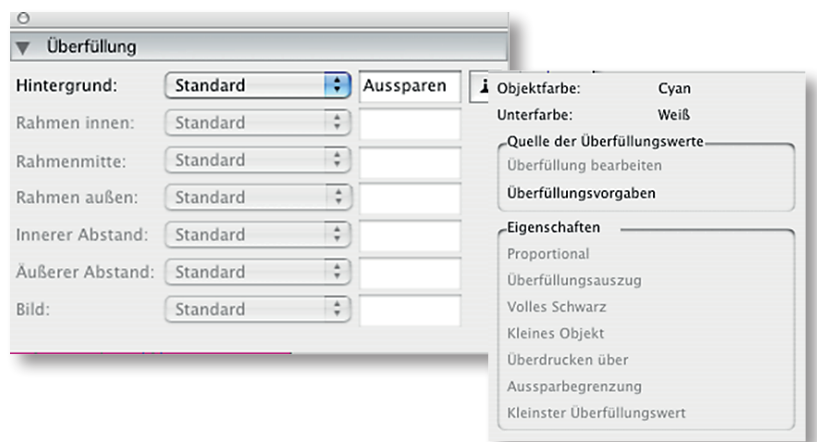 Überfüllung
Hintergrund: Standard Aussparen
Rahmen innen: Standard
Rahmenmitte: Standard
Rahmen außen: Standard
Innerer Abstand: Standard
Äußerer Abstand: Standard
Bild: Standard
Objektfarbe: Cyan
Unterfarbe: Weiß
Quelle der Überfüllungswerte
Überfüllung bearbeiten
Überfüllungsvorgaben
Eigenschaften
Proportional
Überfüllungsauszug
Volles Schwarz
Kleines Objekt
Überdrucken über
Aussparbegrenzung
Kleinster Überfüllungswert